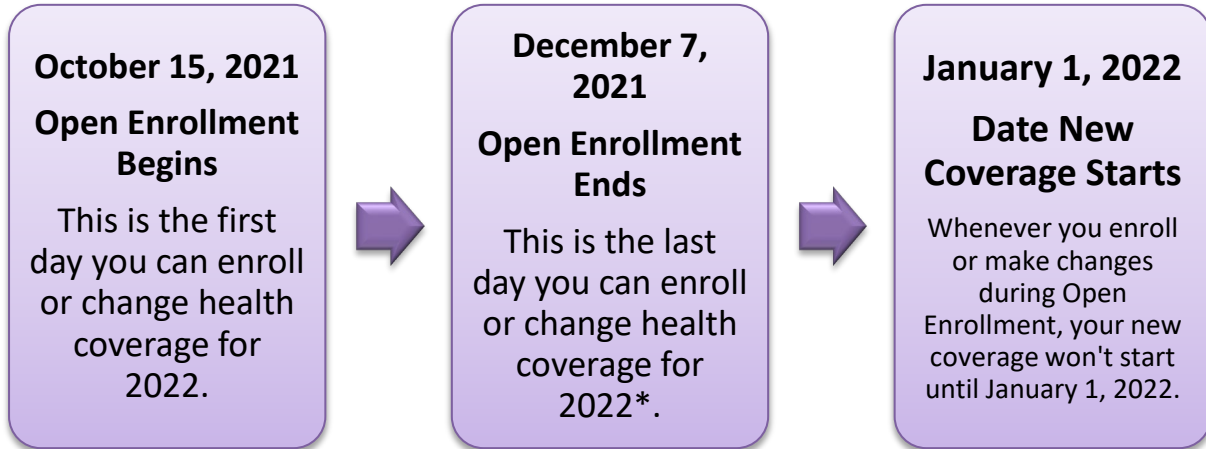 October 15, 2021
Open Enrollment
Begins
This is the first
day you can enroll
or change health
coverage for
2022.
December 7,
2021
Open Enrollment
Ends
This is the last
day you can enroll
or change health
coverage for
2022*.
January 1, 2022
Date New
Coverage Starts
Whenever you enroll
or make changes
during Open
Enrollment, your new
coverage won't start
until January 1, 2022.